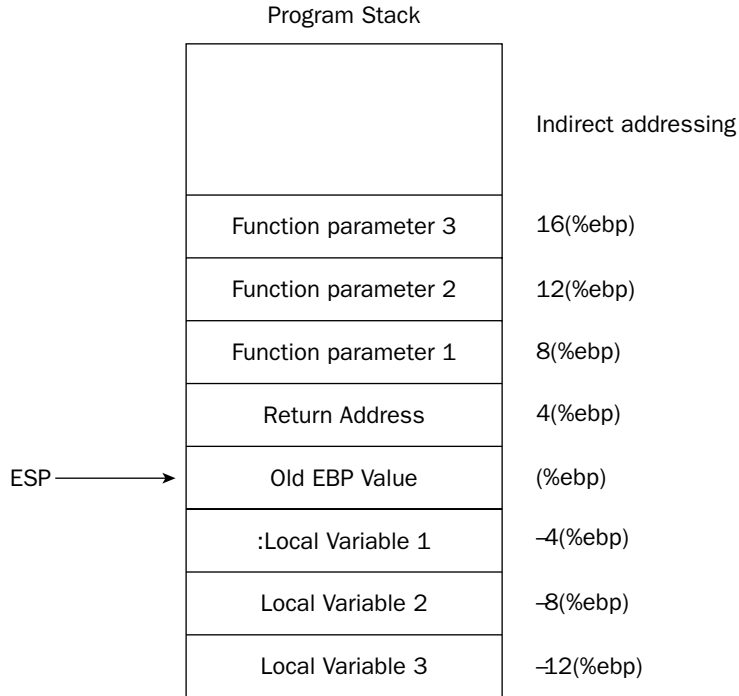 Program Stack
Indirect addressing
Function parameter 3 16(%ebp)
Function parameter 2 12(%ebp)
Function parameter 1 8(%ebp)
Return Address 4(%ebp)
ESP Old EBP Value (%ebp)
:Local Variable 1 –4(%ebp)
Local Variable 2 –8(%ebp)
Local Variable 3 –12(%ebp)